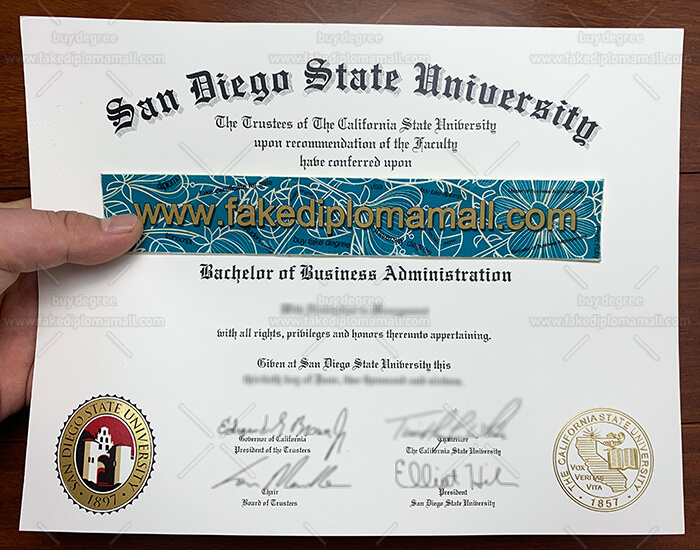 buydegree
www.fakediplomamall.com
San Diego State University
The Trustees of The California State University
upon recommendation of the Faculty
have conferred upon
www.fakediplomamall.com
buy fake degree
Bachelor of Business Administration
with all rights, privileges and honors thereunto appertaining.
Given at San Diego State University this
Governor of California
President of the Trustees
The California State University
Chair
Board of Trustees
President
San Diego State University
SAN DIEGO STATE UNIVERSITY
1897
THE CALIFORNIA STATE UNIVERSITY
VOX
VERITAS
VITA
1857